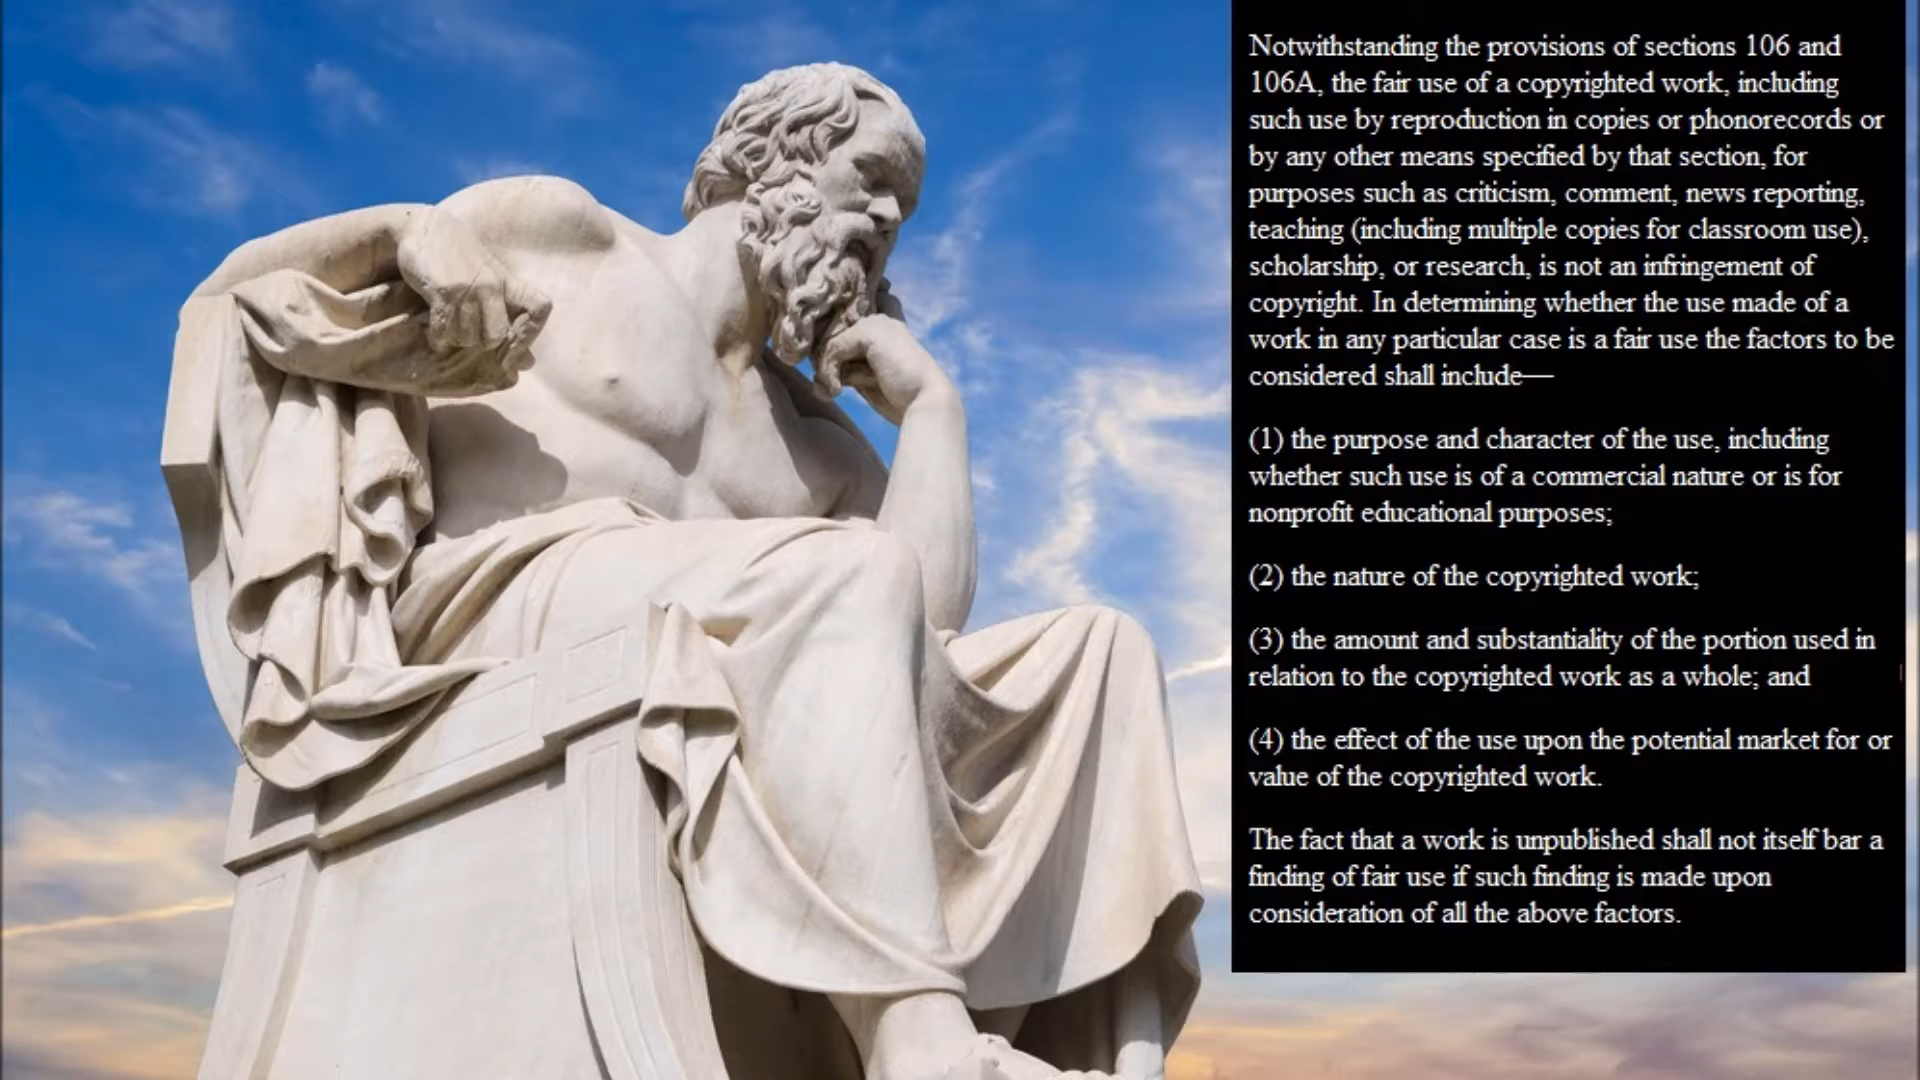 Notwithstanding the provisions of sections 106 and
106A, the fair use of a copyrighted work, including
such use by reproduction in copies or phonorecords or
by any other means specified by that section, for
purposes such as criticism, comment, news reporting,
teaching (including multiple copies for classroom use),
scholarship, or research, is not an infringement of
copyright. In determining whether the use made of a
work in any particular case is a fair use the factors to be
considered shall include—
(1) the purpose and character of the use, including
whether such use is of a commercial nature or is for
nonprofit educational purposes;
(2) the nature of the copyrighted work;
(3) the amount and substantiality of the portion used in
relation to the copyrighted work as a whole; and
(4) the effect of the use upon the potential market for or
value of the copyrighted work.
The fact that a work is unpublished shall not itself bar a
finding of fair use if such finding is made upon
consideration of all the above factors.